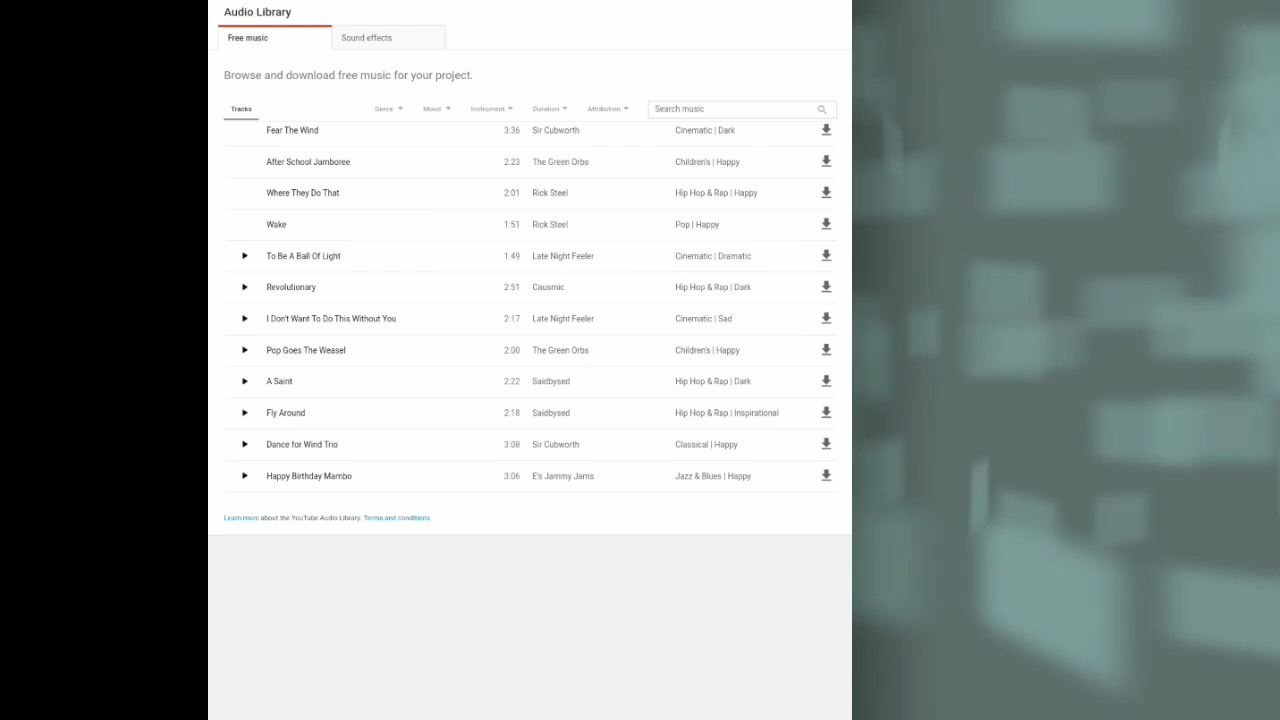 Audio Library
Free music Sound effects
Browse and download free music for your project.
Tracks Genre Mood Instrument Duration Attribution Search music
Fear The Wind 3:36 Sir Cubworth Cinematic | Dark
After School Jamboree 2:23 The Green Orbs Children's | Happy
Where They Do That 2:01 Rick Steel Hip Hop & Rap | Happy
Wake 1:51 Rick Steel Pop | Happy
To Be A Ball Of Light 1:49 Late Night Feeler Cinematic | Dramatic
Revolutionary 2:51 Causmic Hip Hop & Rap | Dark
I Don't Want To Do This Without You 2:17 Late Night Feeler Cinematic | Sad
Pop Goes The Weasel 2:00 The Green Orbs Children's | Happy
A Saint 2:22 Saidbysed Hip Hop & Rap | Dark
Fly Around 2:18 Saidbysed Hip Hop & Rap | Inspirational
Dance for Wind Trio 3:08 Sir Cubworth Classical | Happy
Happy Birthday Mambo 3:06 E's Jammy Jams Jazz & Blues | Happy
Learn more about the YouTube Audio Library. Terms and conditions